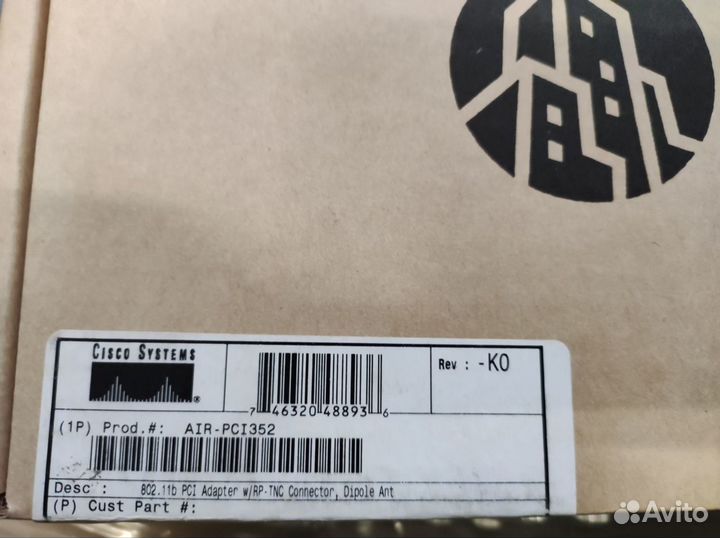 CISCO SYSTEMS
®
7 46320 48893 6
Rev : -K0
(1P) Prod.#: AIR-PCI352
Desc : 802.11b PCI Adapter w/RP-TNC Connector, Dipole Ant
(P) Cust Part #:
Avito